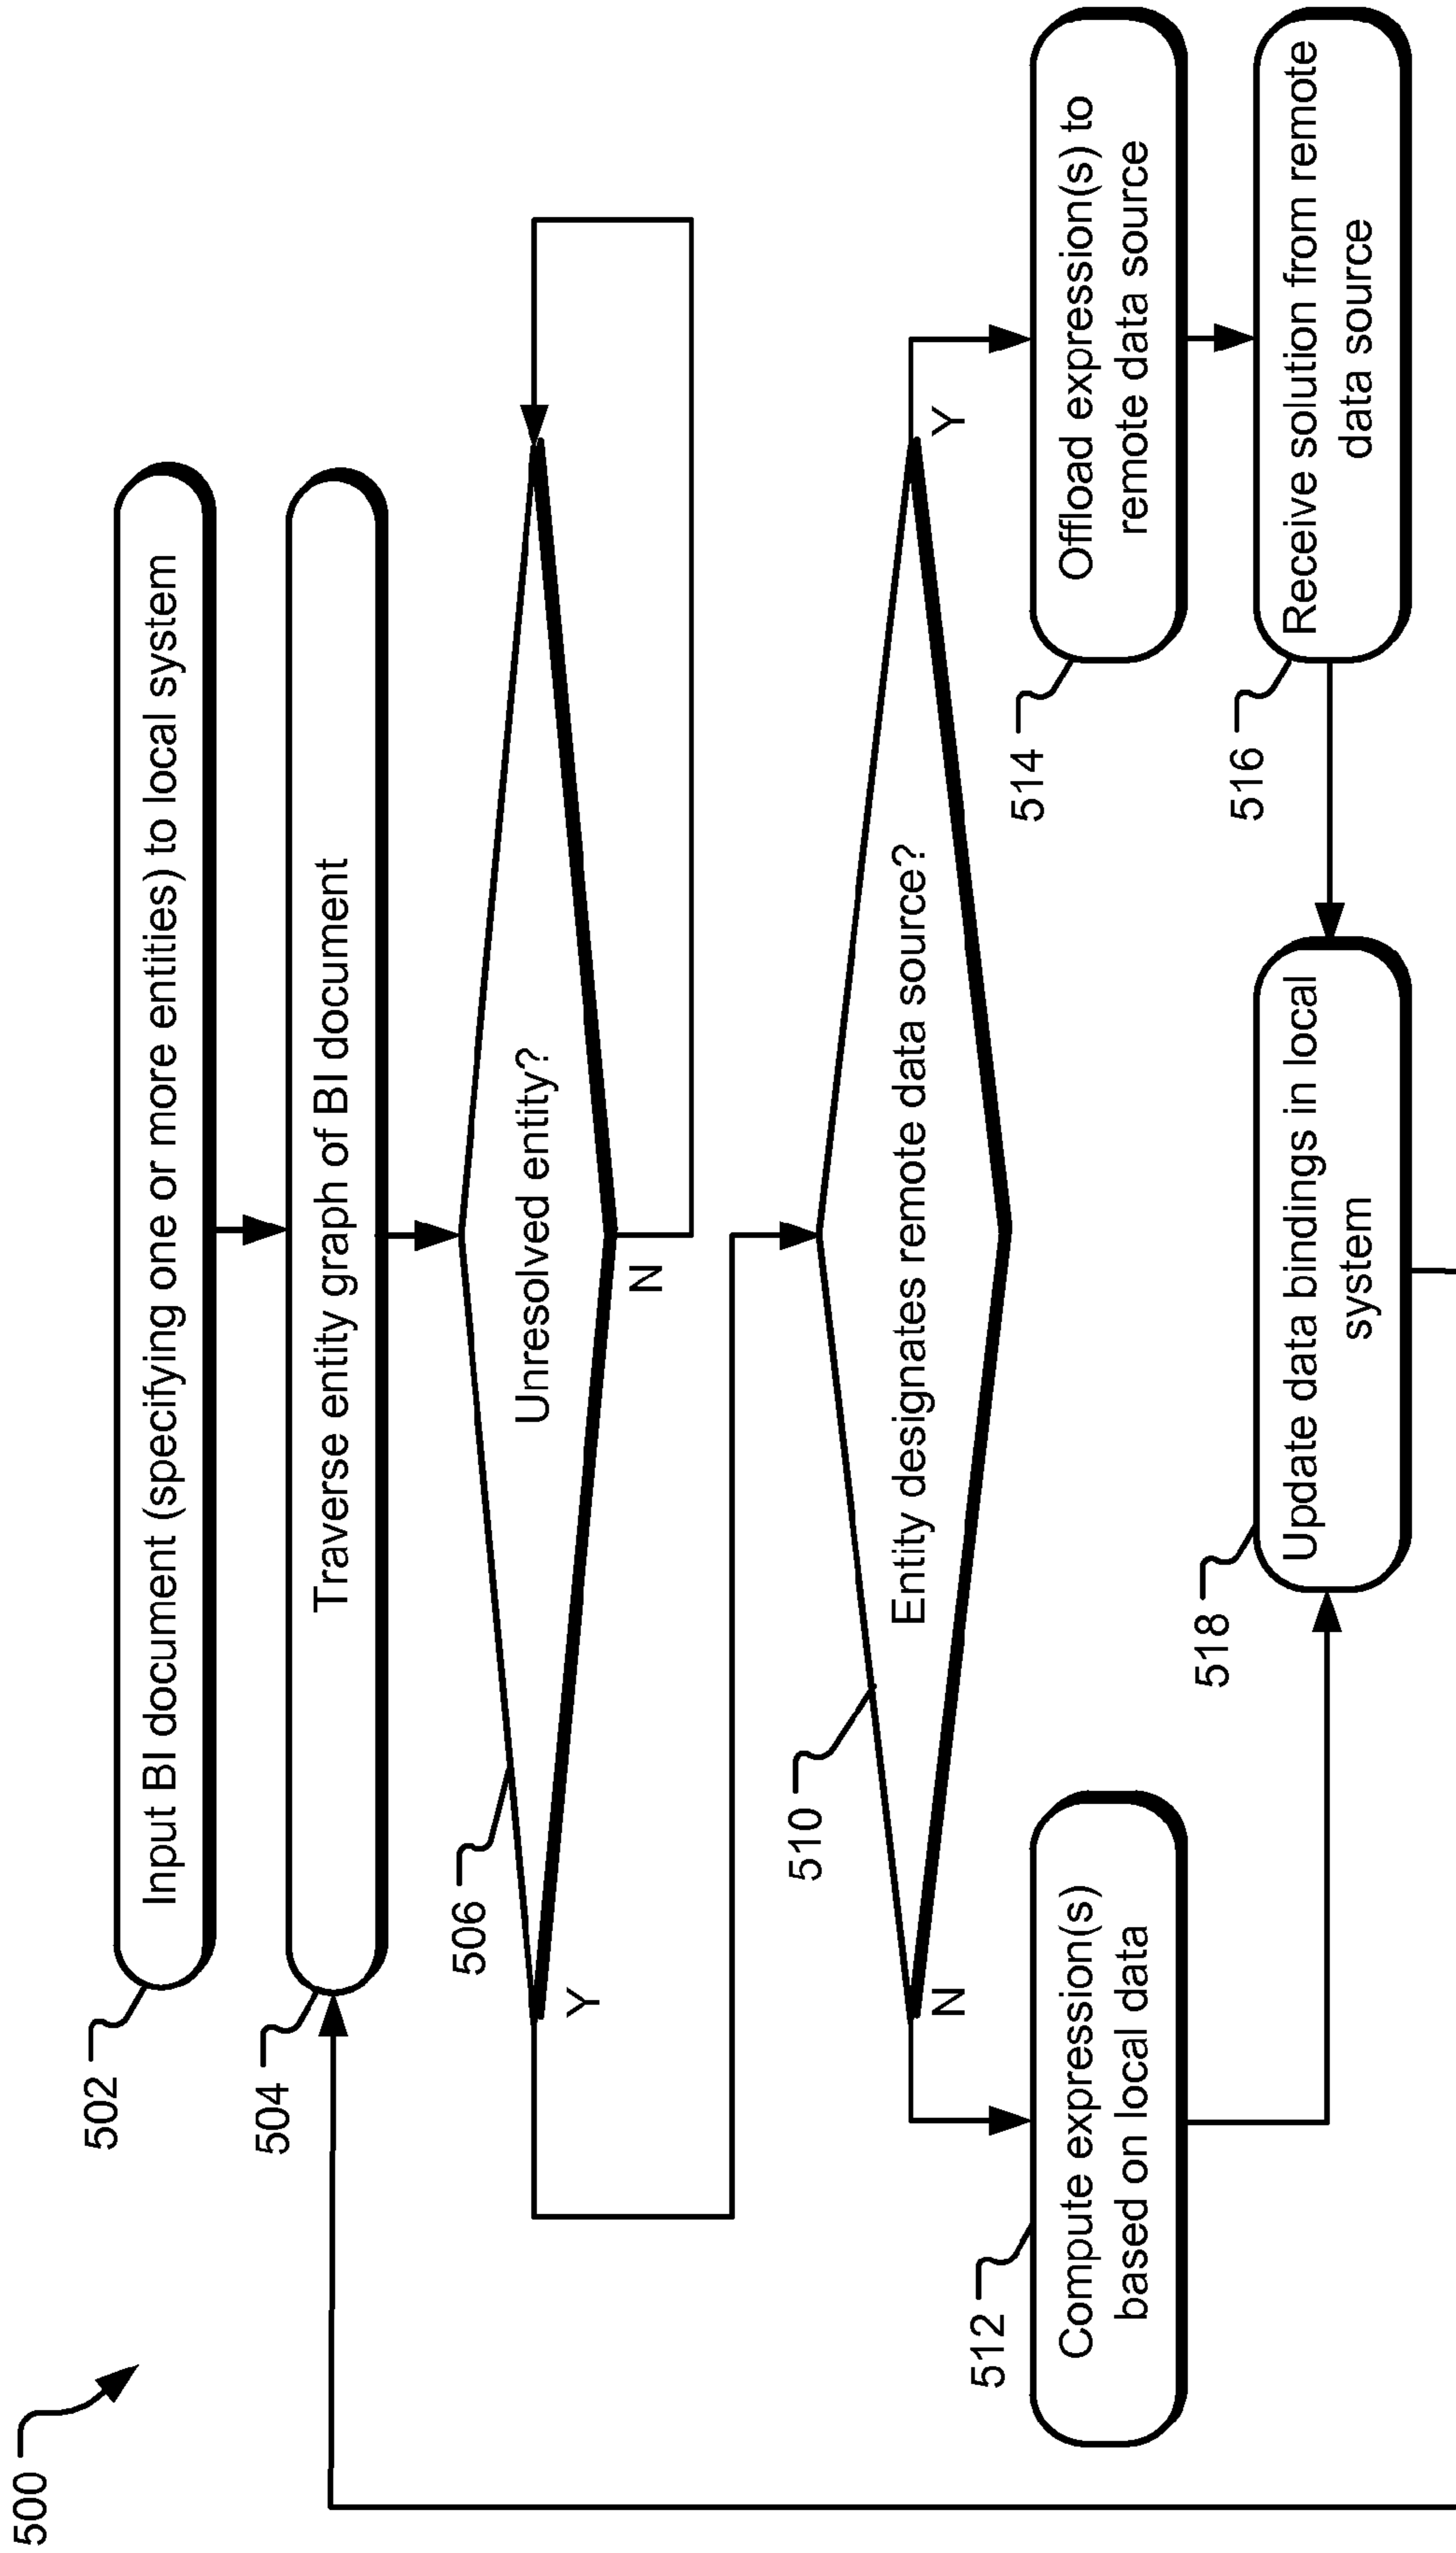 500
502
Input BI document (specifying one or more entities) to local system
504
Traverse entity graph of BI document
506
Unresolved entity?
Y
N
510
Entity designates remote data source?
N
Y
512
Compute expression(s)
based on local data
514
Offload expression(s) to
remote data source
518
Update data bindings in local
system
516
Receive solution from remote
data source